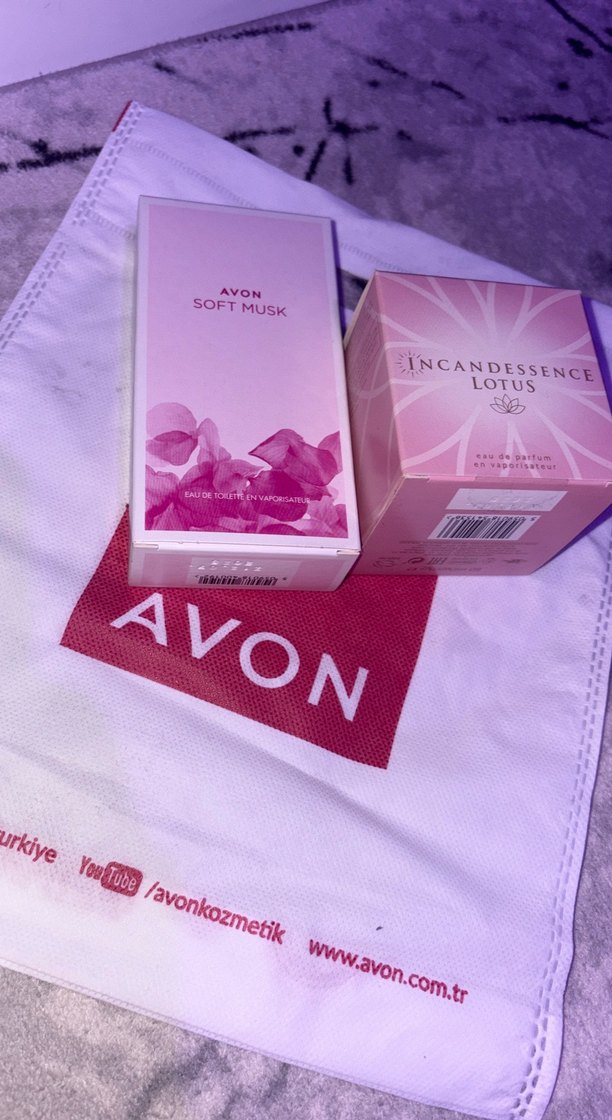 AVON
SOFT MUSK
EAU DE TOILETTE EN VAPORISATEUR
INCANDESSENCE
LOTUS
eau de parfum
en vaporisateur
AVON
urkiye YouTube /avonkozmetik www.avon.com.tr